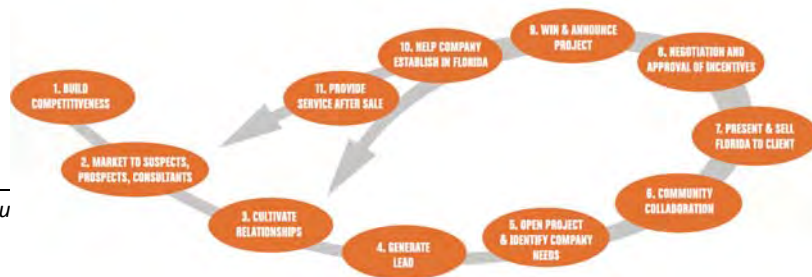 1. BUILD
COMPETITIVENESS
2. MARKET TO SUSPECTS,
PROSPECTS, CONSULTANTS
3. CULTIVATE
RELATIONSHIPS
4. GENERATE
LEAD
5. OPEN PROJECT
& IDENTIFY COMPANY
NEEDS
6. COMMUNITY
COLLABORATION
7. PRESENT & SELL
FLORIDA TO CLIENT
8. NEGOTIATION AND
APPROVAL OF INCENTIVES
9. WIN & ANNOUNCE
PROJECT
10. HELP COMPANY
ESTABLISH IN FLORIDA
11. PROVIDE
SERVICE AFTER SALE
u